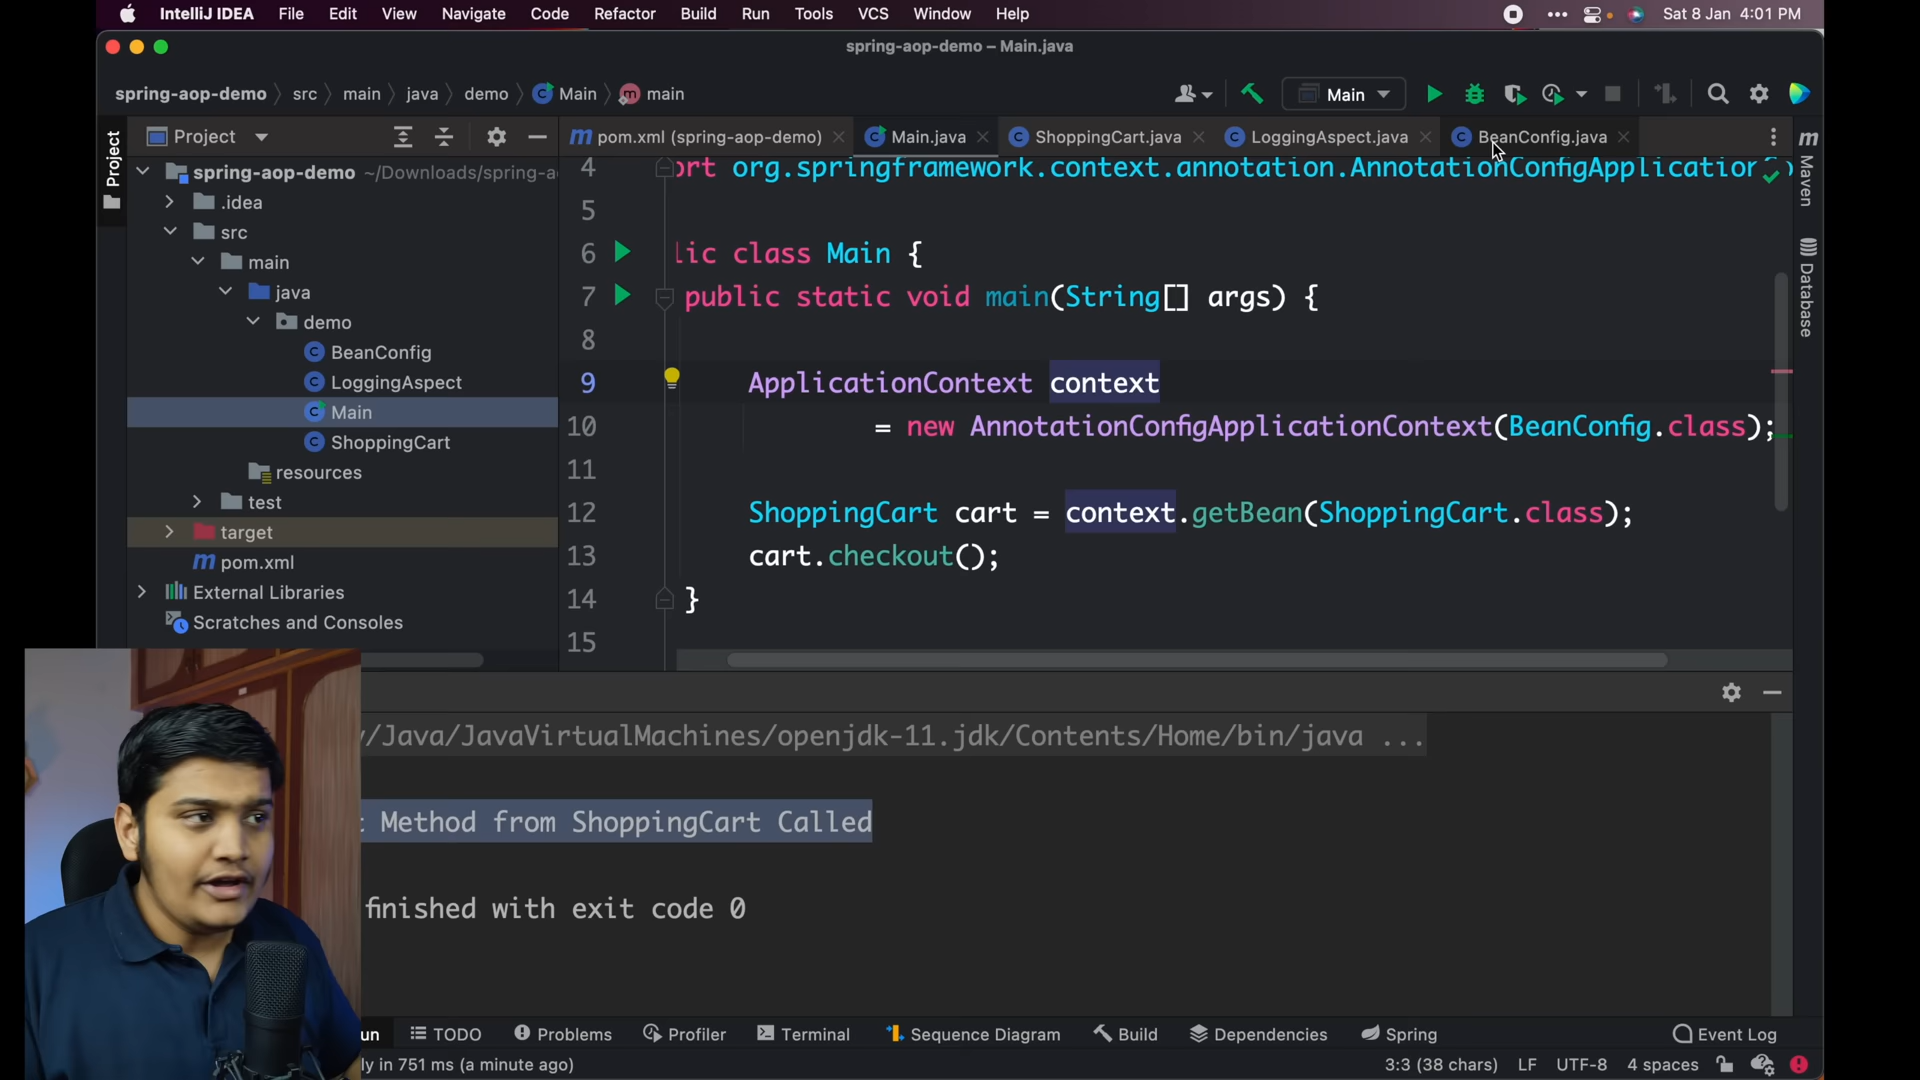 IntelliJ IDEA File Edit View Navigate Code Refactor Build Run Tools VCS Window Help Sat 8 Jan 4:01 PM
spring-aop-demo – Main.java
spring-aop-demo src main java demo Main main
Main
Project
Project
pom.xml (spring-aop-demo) Main.java ShoppingCart.java LoggingAspect.java BeanConfig.java
Maven
Database
spring-aop-demo ~/Downloads/spring-a
.idea
src
main
java
demo
BeanConfig
LoggingAspect
Main
ShoppingCart
resources
test
target
pom.xml
External Libraries
Scratches and Consoles
4 ort org.springframework.context.annotation.AnnotationConfigApplication
5
6 lic class Main {
7 public static void main(String[] args) {
8
9 ApplicationContext context
10 = new AnnotationConfigApplicationContext(BeanConfig.class);
11
12 ShoppingCart cart = context.getBean(ShoppingCart.class);
13 cart.checkout();
14 }
15
/Java/JavaVirtualMachines/openjdk-11.jdk/Contents/Home/bin/java ...
Method from ShoppingCart Called
finished with exit code 0
un TODO Problems Profiler Terminal Sequence Diagram Build Dependencies Spring Event Log
ly in 751 ms (a minute ago) 3:3 (38 chars) LF UTF-8 4 spaces